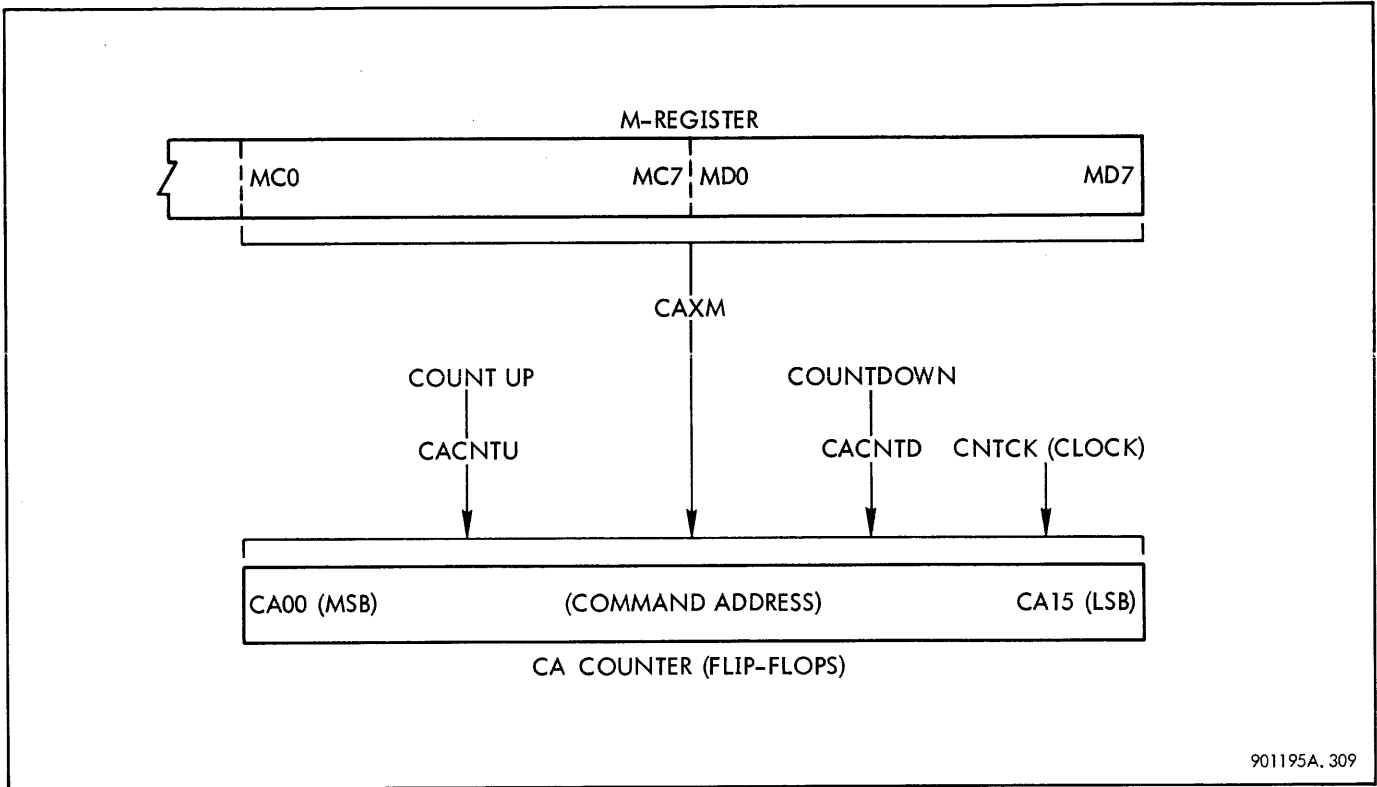 M-REGISTER
MC0 MC7 MD0 MD7
CAXM
COUNT UP COUNTDOWN
CACNTU CACNTD CNTCK (CLOCK)
CA00 (MSB) (COMMAND ADDRESS) CA15 (LSB)
CA COUNTER (FLIP-FLOPS)
901195A. 309